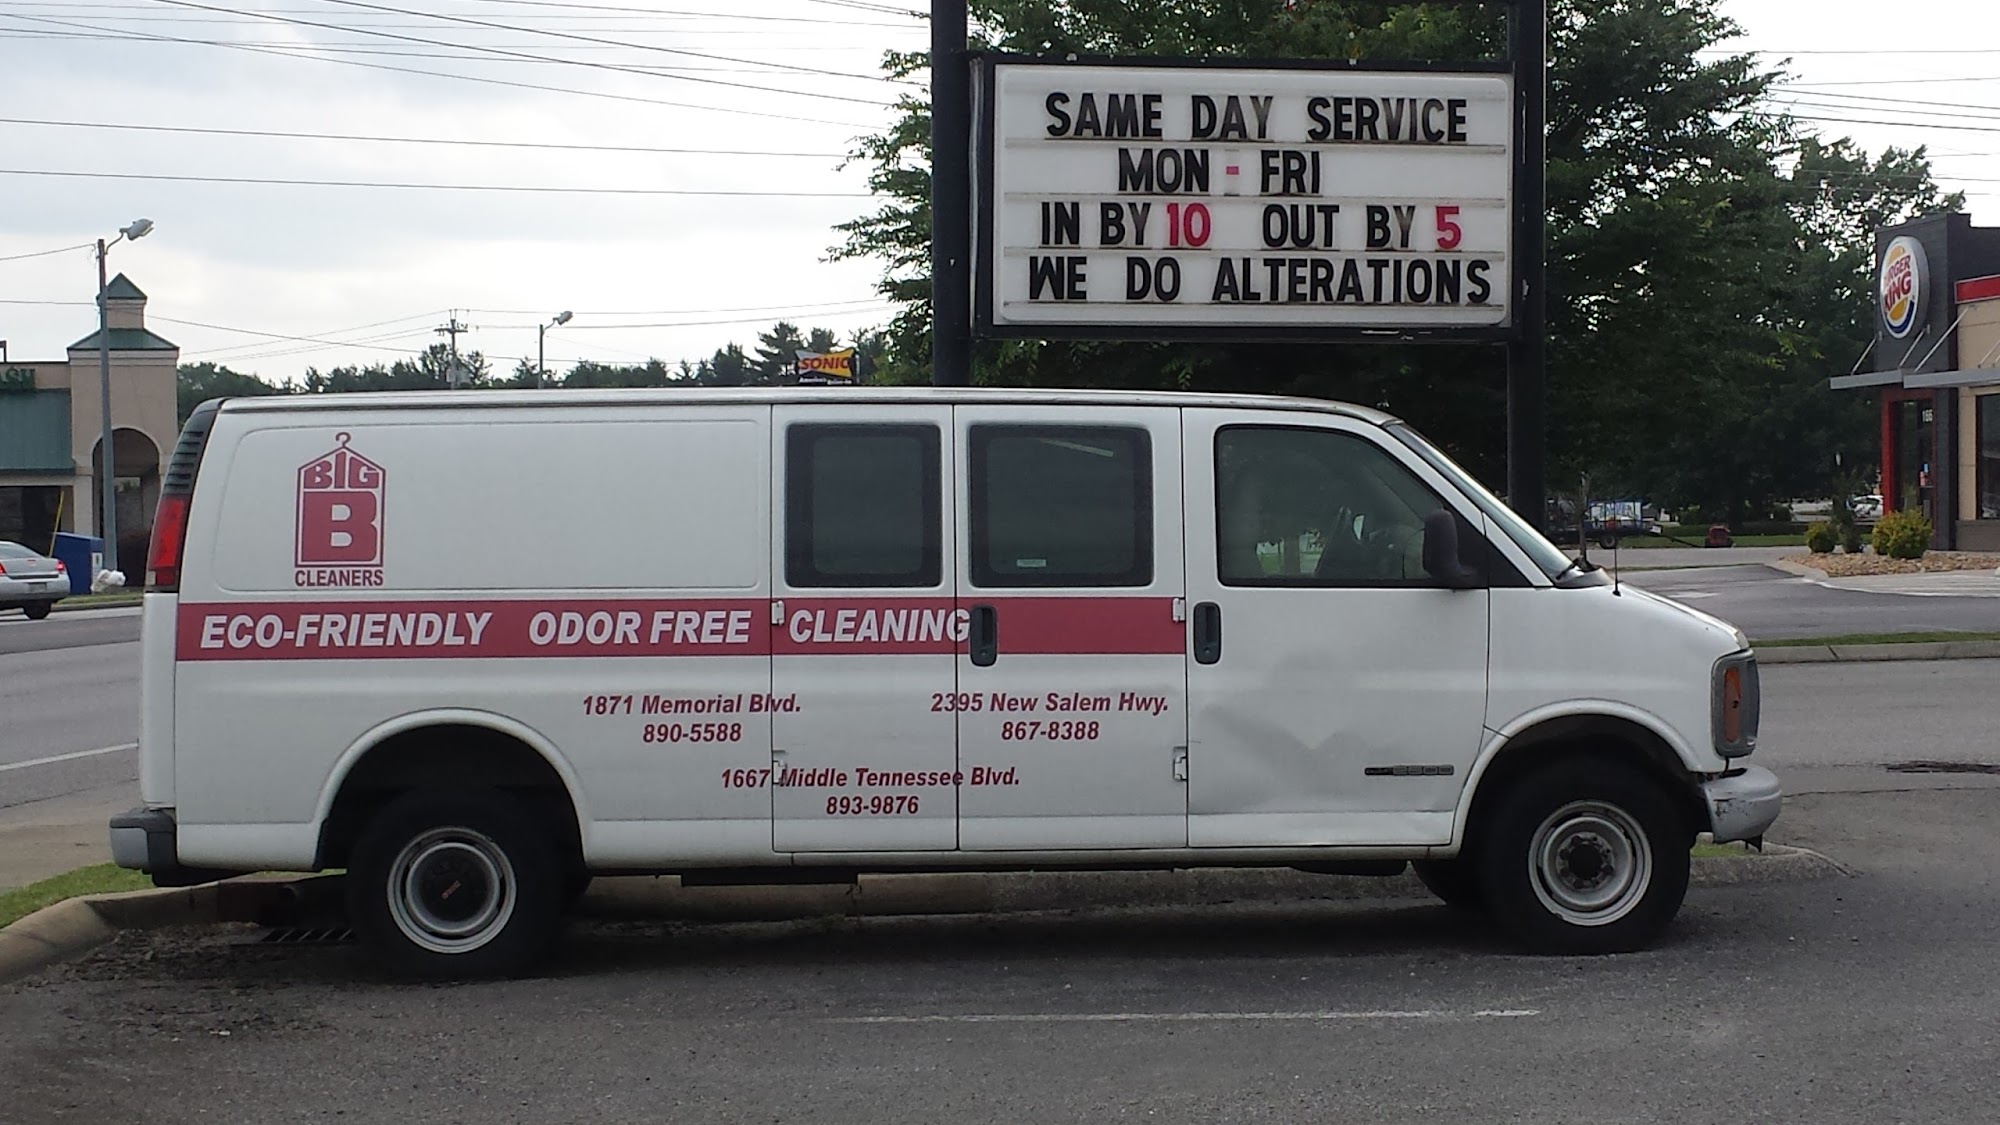 SAME DAY SERVICE
MON - FRI
IN BY 10 OUT BY 5
WE DO ALTERATIONS
BURGER
KING
SONIC
BIG
B
CLEANERS
ECO-FRIENDLY ODOR FREE CLEANING
1871 Memorial Blvd.
890-5588
2395 New Salem Hwy.
867-8388
1667 Middle Tennessee Blvd.
893-9876